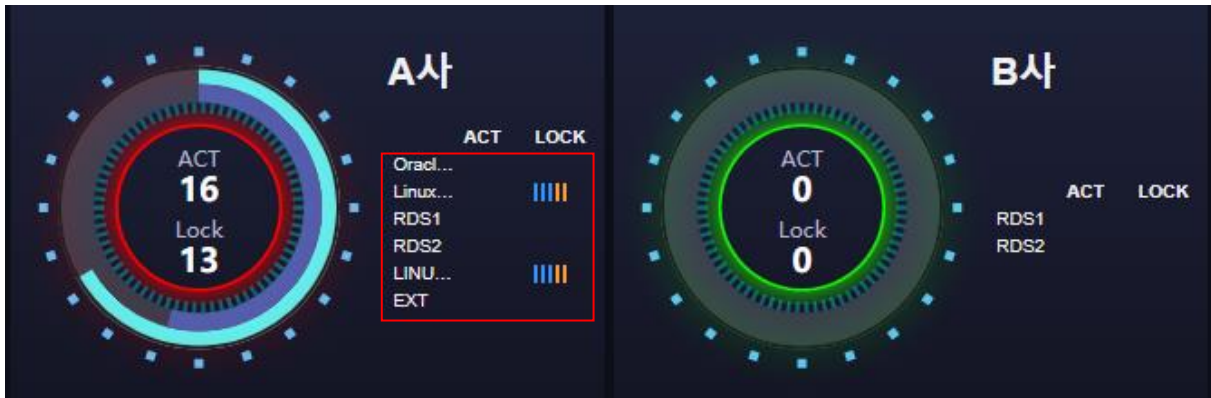 A사
ACT LOCK
ACT
16
Lock
13
Oracl...
Linux...
RDS1
RDS2
LINU...
EXT
B사
ACT LOCK
ACT
0
Lock
0
RDS1
RDS2